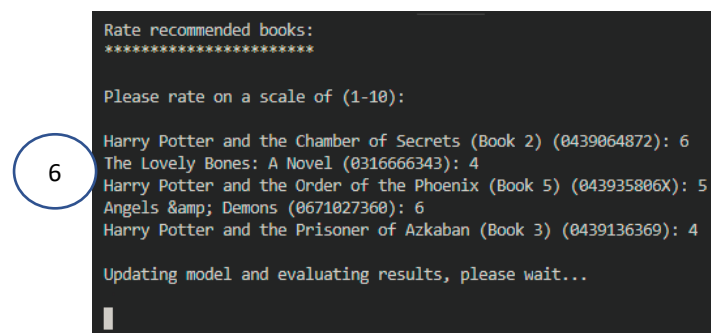 Rate recommended books:
***********************
Please rate on a scale of (1-10):
Harry Potter and the Chamber of Secrets (Book 2) (0439064872): 6
The Lovely Bones: A Novel (0316666343): 4
Harry Potter and the Order of the Phoenix (Book 5) (043935806X): 5
Angels &amp; Demons (0671027360): 6
Harry Potter and the Prisoner of Azkaban (Book 3) (0439136369): 4
Updating model and evaluating results, please wait...
6